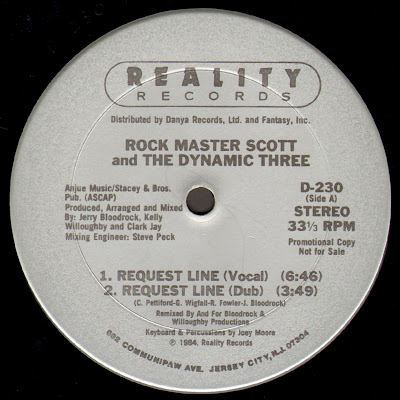 REALITY
RECORDS
Distributed by Danya Records, Ltd. and Fantasy, Inc.
ROCK MASTER SCOTT
and THE DYNAMIC THREE
Anjue Music/Stacey & Bros.
Pub. (ASCAP)
Produced, Arranged and Mixed
By: Jerry Bloodrock, Kelly
Willoughby and Clark Jay
Mixing Engineer: Steve Peck
D-230
(Side A)
STEREO
33⅓ RPM
Promotional Copy
Not for Sale
1. REQUEST LINE (Vocal) (6:46)
2. REQUEST LINE (Dub) (3:49)
(C. Pettiford-G. Wigfall-R. Fowler-J. Bloodrock)
Remixed By And For Bloodrock &
Willoughby Productions
Keyboard & Percussions by Joey Moore
℗ 1984, Reality Records
COMMUNIPAW AVE. JERSEY CITY, N.J. 07304